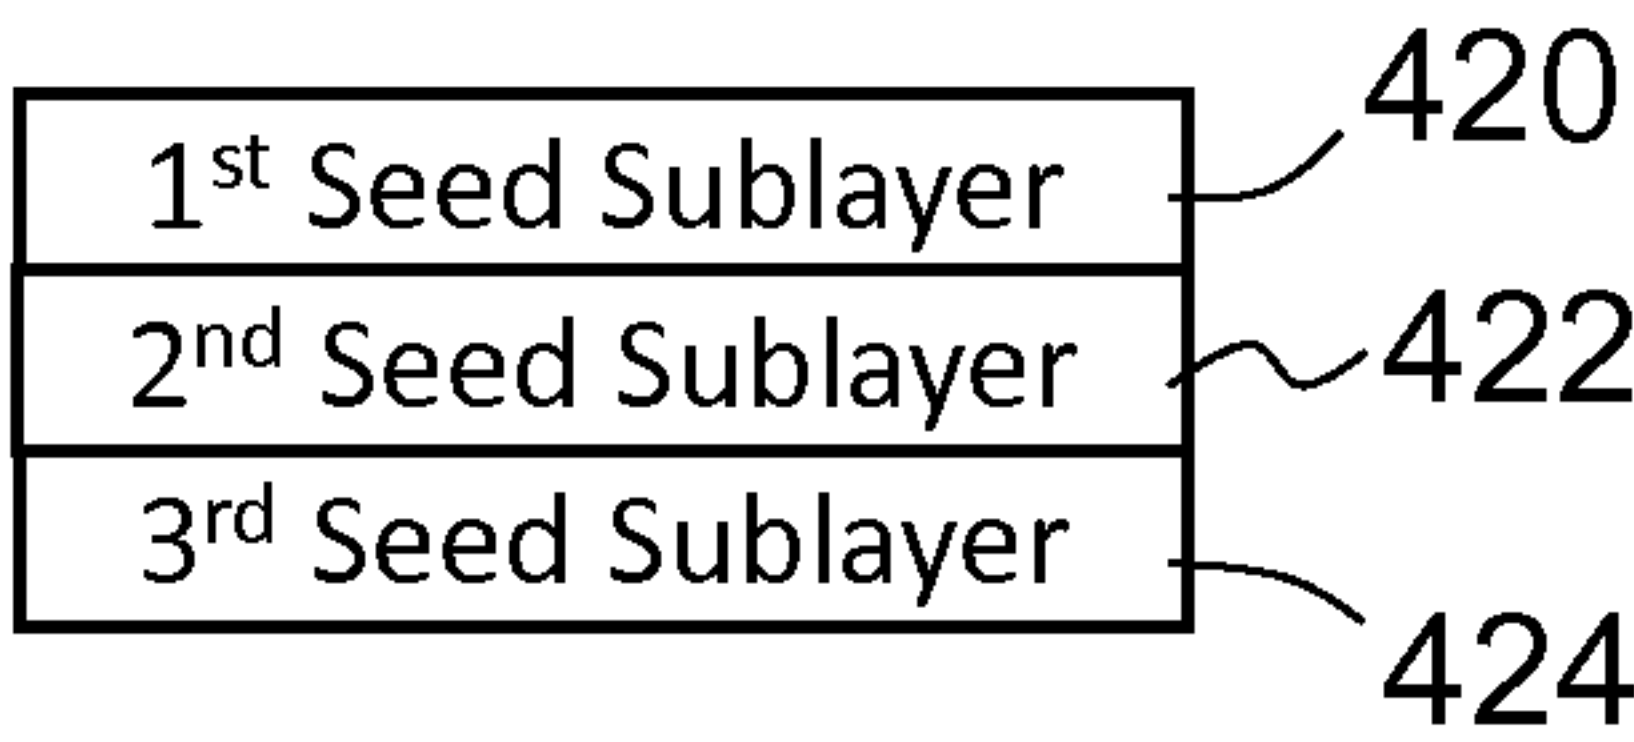 420
1st Seed Sublayer
2nd Seed Sublayer
422
3rd Seed Sublayer
424